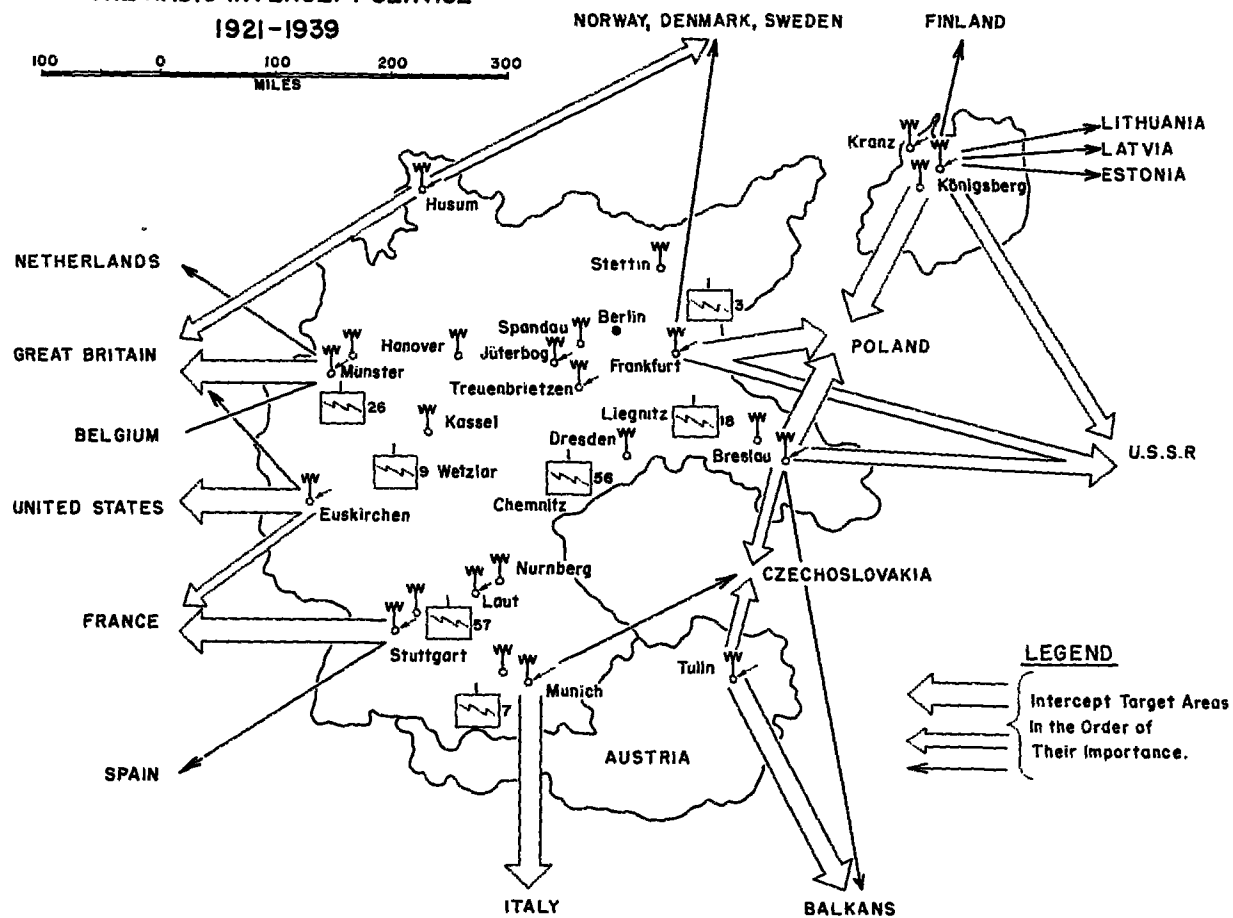 1921-1939
100 0 100 200 300
MILES
NORWAY, DENMARK, SWEDEN
FINLAND
LITHUANIA
LATVIA
ESTONIA
Kranz
Königsberg
Husum
NETHERLANDS
Stettin
3
Berlin
Spandau
GREAT BRITAIN
Hanover
Jüterbog
Frankfurt
POLAND
Münster
Treuenbrietzen
26
Kassel
Liegnitz
18
BELGIUM
Dresden
Breslau
U.S.S.R
9 Wetzlar
56
Chemnitz
UNITED STATES
Euskirchen
Nurnberg
CZECHOSLOVAKIA
Lauf
FRANCE
57
Stuttgart
Tulln
Munich
7
AUSTRIA
SPAIN
LEGEND
Intercept Target Areas
In the Order of
Their Importance.
ITALY
BALKANS